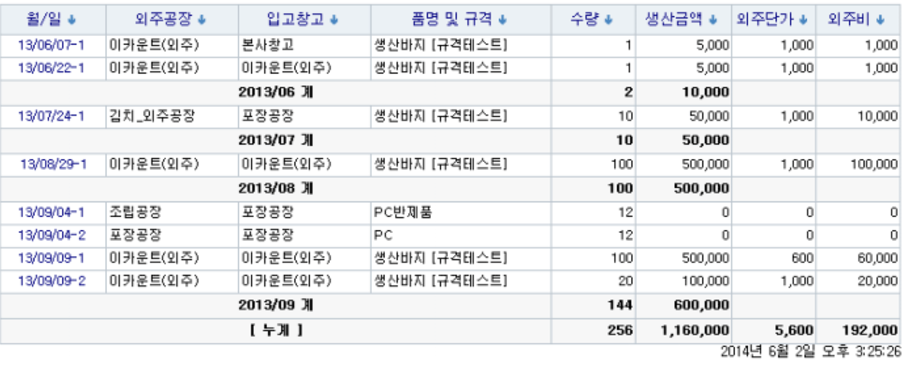 월/일 외주공장 입고창고 품명 및 규격 수량 생산금액 외주단가 외주비
13/06/07-1 이카운트(외주) 본사창고 생산바지 [규격테스트] 1 5,000 1,000 1,000
13/06/22-1 이카운트(외주) 이카운트(외주) 생산바지 [규격테스트] 1 5,000 1,000 1,000
2013/06 계 2 10,000
13/07/24-1 김치_외주공장 포장공장 생산바지 [규격테스트] 10 50,000 1,000 10,000
2013/07 계 10 50,000
13/08/29-1 이카운트(외주) 이카운트(외주) 생산바지 [규격테스트] 100 500,000 1,000 100,000
2013/08 계 100 500,000
13/09/04-1 조립공장 포장공장 PC반제품 12 0 0 0
13/09/04-2 포장공장 포장공장 PC 12 0 0 0
13/09/09-1 이카운트(외주) 이카운트(외주) 생산바지 [규격테스트] 100 500,000 600 60,000
13/09/09-2 이카운트(외주) 이카운트(외주) 생산바지 [규격테스트] 20 100,000 1,000 20,000
2013/09 계 144 600,000
[ 누계 ] 256 1,160,000 5,600 192,000
2014년 6월 2일 오후 3:25:26